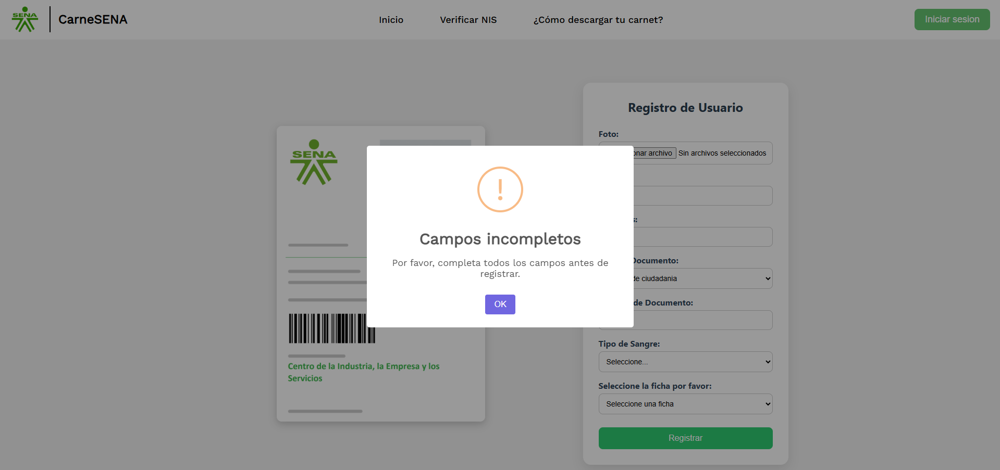 SENA
CarneSENA
Inicio
Verificar NIS
¿Cómo descargar tu carnet?
Iniciar sesion
SENA
Centro de la Industria, la Empresa y los
Servicios
Registro de Usuario
Foto:
onar archivo
Sin archivos seleccionados
s:
Documento:
de ciudadania
de Documento:
Tipo de Sangre:
Seleccione...
Seleccione la ficha por favor:
Seleccione una ficha
Registrar
!
Campos incompletos
Por favor, completa todos los campos antes de
registrar.
OK